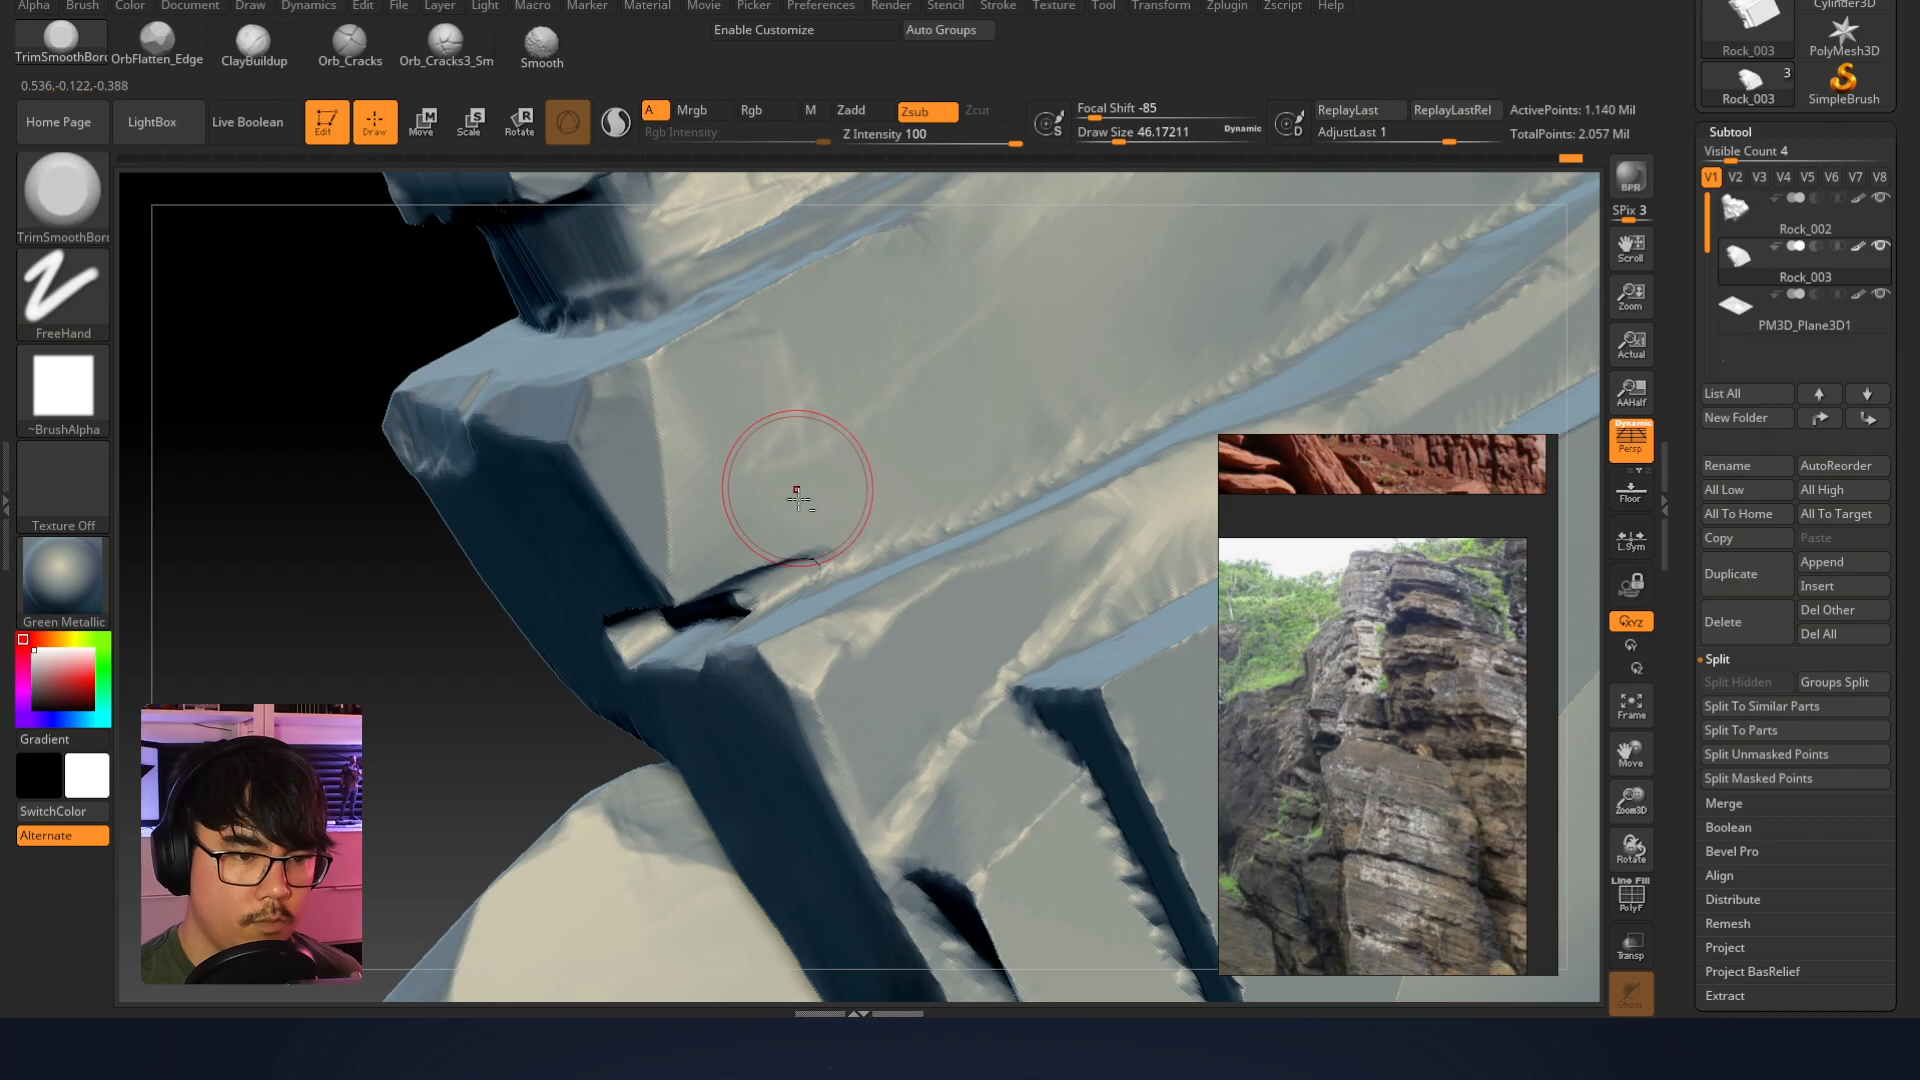 Alpha Brush Color Document Draw Dynamics Edit File Layer Light Macro Marker Material Movie Picker Preferences Render Stencil Stroke Texture Tool Transform Zplugin Zscript Help
Enable Customize Auto Groups
TrimSmoothBorc OrbFlatten_Edge ClayBuildup Orb_Cracks Orb_Cracks3_Sm Smooth
0.536,-0.122,-0.388
Home Page LightBox Live Boolean
Edit Draw Move Scale Rotate
A Mrgb Rgb M Zadd Zsub Zcut
Rgb Intensity Z Intensity 100
S
Focal Shift -85
Draw Size 46.17211 Dynamic
D
ReplayLast ReplayLastRel ActivePoints: 1.140 Mil
AdjustLast 1 TotalPoints: 2.057 Mil
TrimSmoothBorc
FreeHand
~BrushAlpha
Texture Off
Green Metallic
Gradient
SwitchColor
Alternate
BPR
SPix 3
Scroll
Zoom
Actual
AAHalf
Dynamic
Persp
Floor
L.Sym
XYZ
Frame
Move
Zoom3D
Rotate
Line Fill
PolyF
Transp
Ghost
Cylinder3D
Rock_003 PolyMesh3D
3
Rock_003 SimpleBrush
Subtool
Visible Count 4
V1 V2 V3 V4 V5 V6 V7 V8
Rock_002
Rock_003
PM3D_Plane3D1
List All
New Folder
Rename AutoReorder
All Low All High
All To Home All To Target
Copy Paste
Duplicate Append
Insert
Delete Del Other
Del All
Split
Split Hidden Groups Split
Split To Similar Parts
Split To Parts
Split Unmasked Points
Split Masked Points
Merge
Boolean
Bevel Pro
Align
Distribute
Remesh
Project
Project BasRelief
Extract